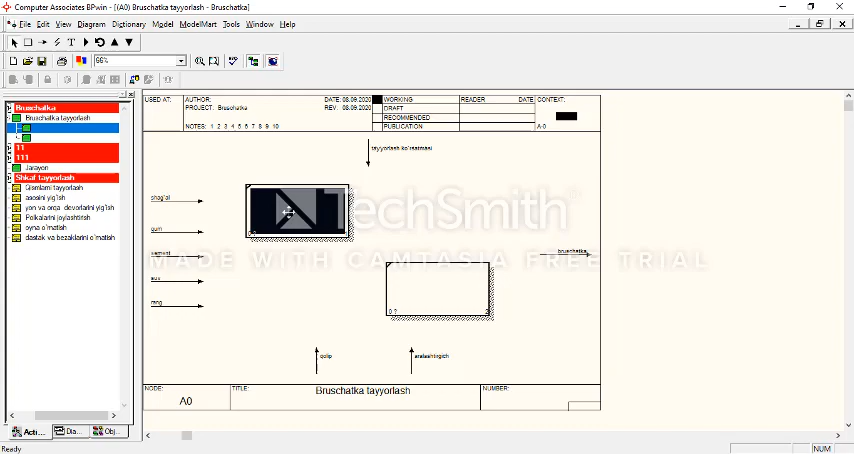 Computer Associates BPwin - [(A0) Bruschatka tayyorlash - Bruschatka]
File Edit View Diagram Dictionary Model ModelMart Tools Window Help
66%
Bruschatka
Bruschatka tayyorlash
11
111
Jarayon
Shkaf tayyorlash
Qismlarni tayyorlash
asosini yig'ish
yon va orqa devorlarini yig'ish
Polkalarini joylashtirish
oyna o'rnatish
dastak va bezaklarini o'rnatish
Acti...
Dia...
Obj...
USED AT:
AUTHOR:
DATE: 08.09.2020
PROJECT: Bruschatka
REV: 08.09.2020
NOTES: 1 2 3 4 5 6 7 8 9 10
WORKING
DRAFT
RECOMMENDED
PUBLICATION
READER
DATE
CONTEXT:
A-0
tayyorlash ko'rsatmasi
shag'al
qum
sement
suv
rang
0 ?
0 ?
2
bruschatka
qolip
aralashtirgich
TechSmith
MADE WITH CAMTASIA FREE TRIAL
NODE:
A0
TITLE:
Bruschatka tayyorlash
NUMBER:
Ready
NUM